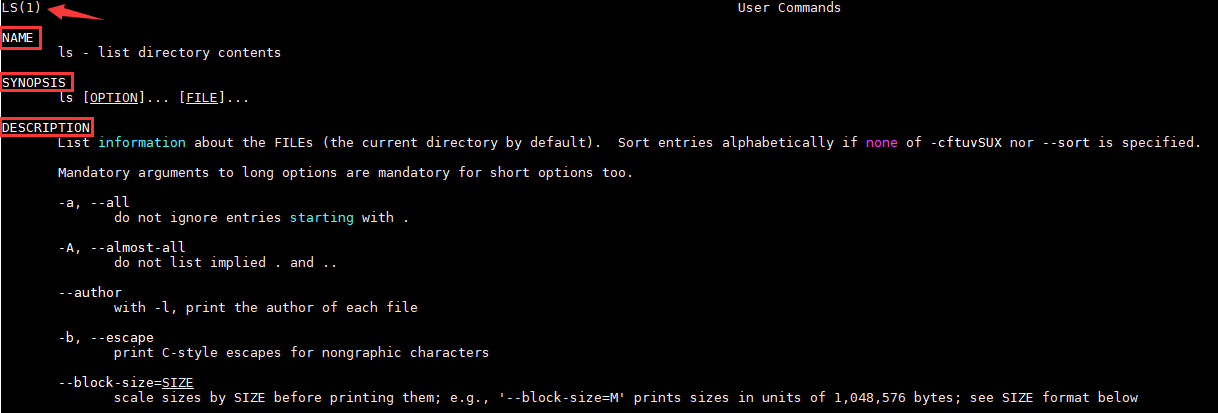 LS(1) User Commands
NAME
ls - list directory contents
SYNOPSIS
ls [OPTION]... [FILE]...
DESCRIPTION
List information about the FILEs (the current directory by default).  Sort entries alphabetically if none of -cftuvSUX nor --sort is specified.
Mandatory arguments to long options are mandatory for short options too.
-a, --all
do not ignore entries starting with .
-A, --almost-all
do not list implied . and ..
--author
with -l, print the author of each file
-b, --escape
print C-style escapes for nongraphic characters
--block-size=SIZE
scale sizes by SIZE before printing them; e.g., '--block-size=M' prints sizes in units of 1,048,576 bytes; see SIZE format below